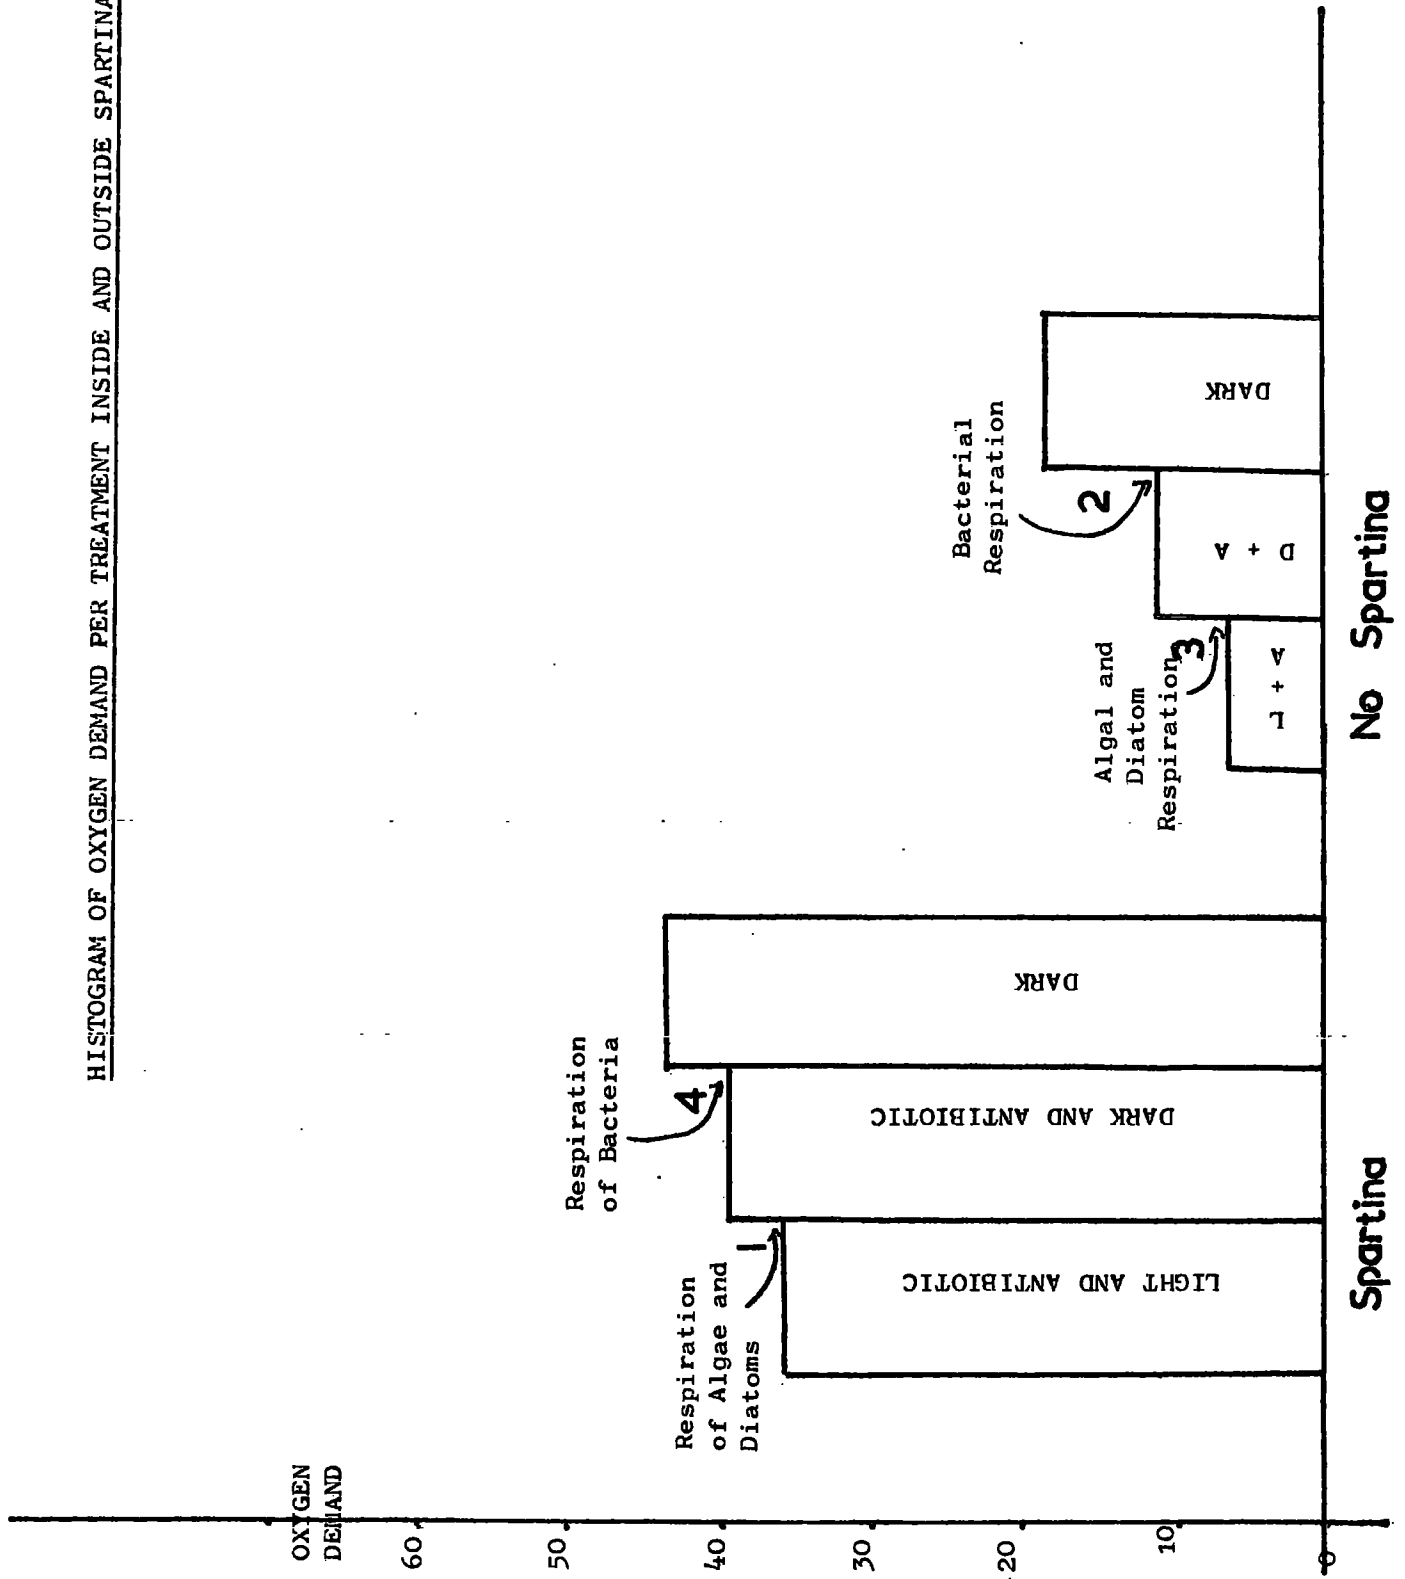 HISTOGRAM OF OXYGEN DEMAND PER TREATMENT INSIDE AND OUTSIDE SPARTINA
OXYGEN
DEMAND
60
50
40
30
20
10
0
Respiration
of Algae and
Diatoms
1
LIGHT AND ANTIBIOTIC
Respiration
of Bacteria
4
DARK AND ANTIBIOTIC
DARK
Spartina
Algal and
Diatom
Respiration
3
L + A
Bacterial
Respiration
2
D + A
DARK
No Spartina